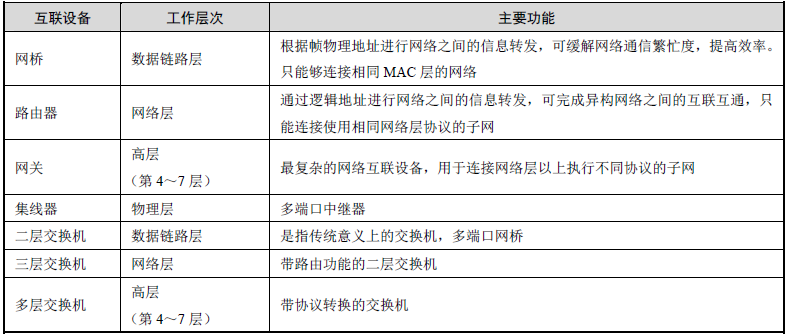 互联设备 工作层次 主要功能
网桥 数据链路层 根据帧物理地址进行网络之间的信息转发，可缓解网络通信繁忙度，提高效率。
只能够连接相同 MAC 层的网络
路由器 网络层 通过逻辑地址进行网络之间的信息转发，可完成异构网络之间的互联互通，只
能连接使用相同网络层协议的子网
网关 高层
（第 4～7 层） 最复杂的网络互联设备，用于连接网络层以上执行不同协议的子网
集线器 物理层 多端口中继器
二层交换机 数据链路层 是指传统意义上的交换机，多端口网桥
三层交换机 网络层 带路由功能的二层交换机
多层交换机 高层
（第 4～7 层） 带协议转换的交换机